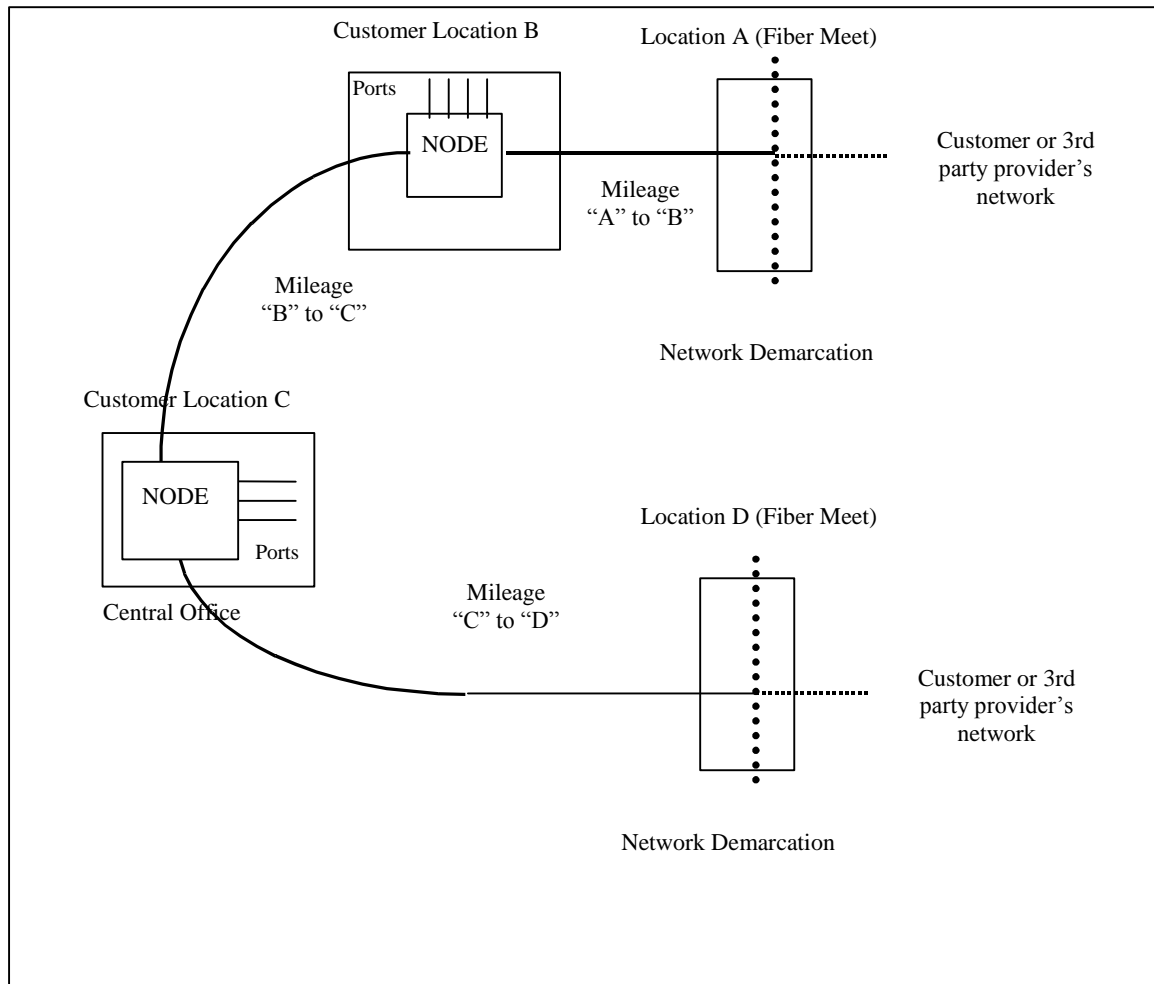 Customer Location B
Location A (Fiber Meet)
Ports
NODE
Customer or 3rd
party provider’s
network
Mileage
“A” to “B”
Mileage
“B” to “C”
Network Demarcation
Customer Location C
NODE
Ports
Central Office
Location D (Fiber Meet)
Mileage
“C” to “D”
Customer or 3rd
party provider’s
network
Network Demarcation